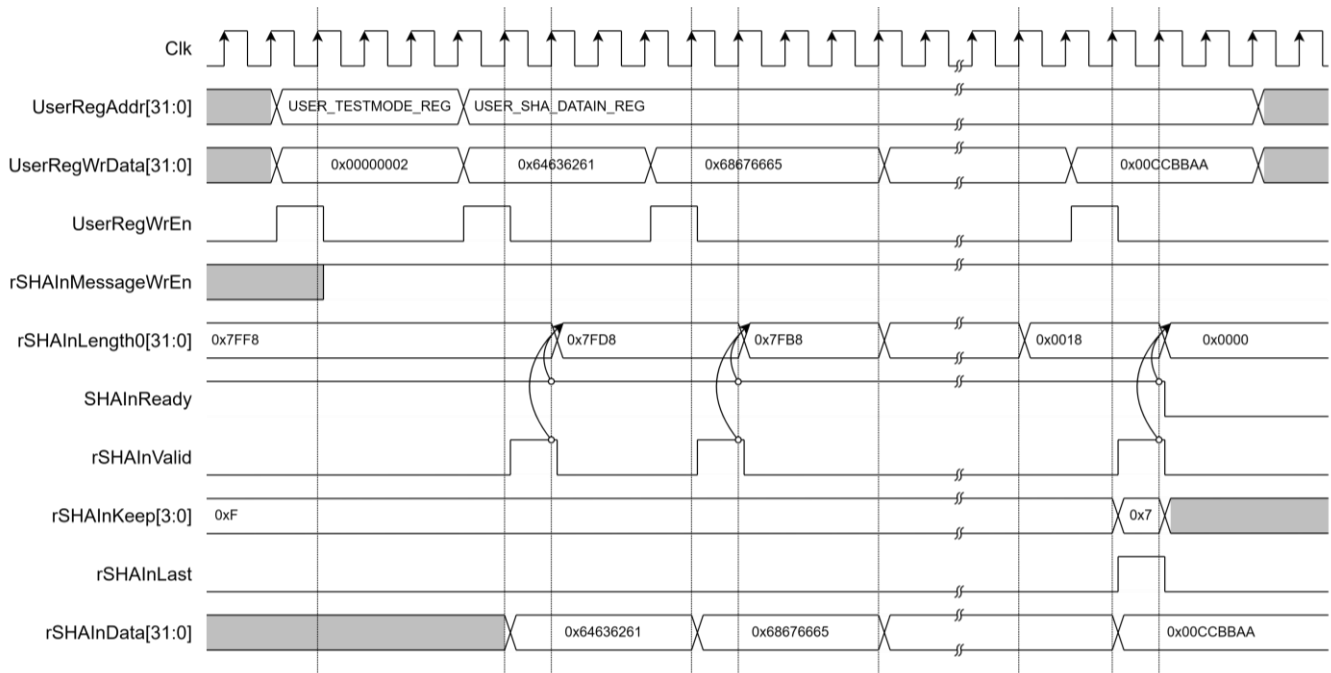 Clk
UserRegAddr[31:0] USER_TESTMODE_REG USER_SHA_DATAIN_REG
UserRegWrData[31:0] 0x00000002 0x64636261 0x68676665 0x00CCBBAA
UserRegWrEn
rSHAInMessageWrEn
rSHAInLength0[31:0] 0x7FF8 0x7FD8 0x7FB8 0x0018 0x0000
SHAInReady
rSHAInValid
rSHAInKeep[3:0] 0xF 0x7
rSHAInLast
rSHAInData[31:0] 0x64636261 0x68676665 0x00CCBBAA